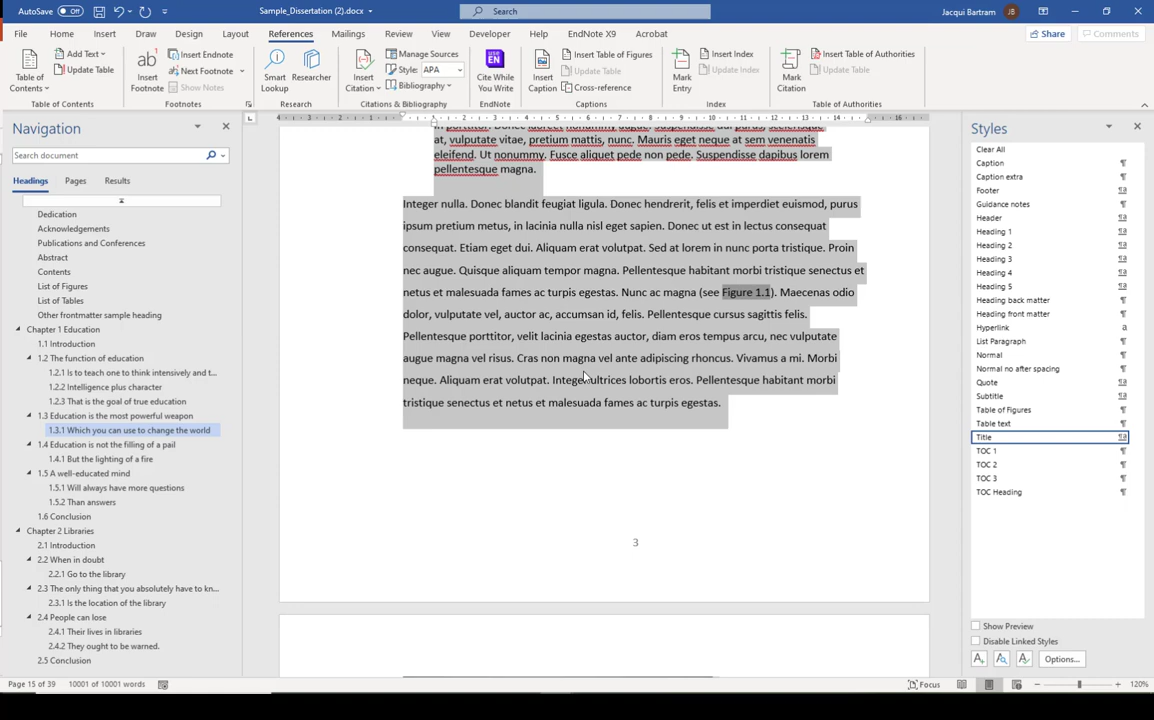 AutoSave Off Sample_Dissertation (2).docx Search Jacqui Bartram JB
File Home Insert Draw Design Layout References Mailings Review View Developer Help EndNote X9 Acrobat Share Comments
Table of Contents
Add Text
Update Table
Table of Contents
Insert Footnote
Insert Endnote
Next Footnote
Show Notes
Footnotes
Smart Lookup
Researcher
Research
Insert Citation
Manage Sources
Style: APA
Bibliography
Citations & Bibliography
Cite While You Write
EndNote
Insert Caption
Insert Table of Figures
Update Table
Cross-reference
Captions
Mark Entry
Insert Index
Update Index
Index
Mark Citation
Insert Table of Authorities
Update Table
Table of Authorities
Navigation
Search document
Headings Pages Results
Dedication
Acknowledgements
Publications and Conferences
Abstract
Contents
List of Figures
List of Tables
Other frontmatter sample heading
Chapter 1 Education
1.1 Introduction
1.2 The function of education
1.2.1 Is to teach one to think intensively and t...
1.2.2 Intelligence plus character
1.2.3 That is the goal of true education
1.3 Education is the most powerful weapon
1.3.1 Which you can use to change the world
1.4 Education is not the filling of a pail
1.4.1 But the lighting of a fire
1.5 A well-educated mind
1.5.1 Will always have more questions
1.5.2 Than answers
1.6 Conclusion
Chapter 2 Libraries
2.1 Introduction
2.2 When in doubt
2.2.1 Go to the library
2.3 The only thing that you absolutely have to kn...
2.3.1 Is the location of the library
2.4 People can lose
2.4.1 Their lives in libraries
2.4.2 They ought to be warned.
2.5 Conclusion
in porttitor. Donec laoreet nonummy augue. Suspendisse dui purus, scelerisque
at, vulputate vitae, pretium mattis, nunc. Mauris eget neque at sem venenatis
eleifend. Ut nonummy. Fusce aliquet pede non pede. Suspendisse dapibus lorem
pellentesque magna.
Integer nulla. Donec blandit feugiat ligula. Donec hendrerit, felis et imperdiet euismod, purus
ipsum pretium metus, in lacinia nulla nisl eget sapien. Donec ut est in lectus consequat
consequat. Etiam eget dui. Aliquam erat volutpat. Sed at lorem in nunc porta tristique. Proin
nec augue. Quisque aliquam tempor magna. Pellentesque habitant morbi tristique senectus et
netus et malesuada fames ac turpis egestas. Nunc ac magna (see Figure 1.1). Maecenas odio
dolor, vulputate vel, auctor ac, accumsan id, felis. Pellentesque cursus sagittis felis.
Pellentesque porttitor, velit lacinia egestas auctor, diam eros tempus arcu, nec vulputate
augue magna vel risus. Cras non magna vel ante adipiscing rhoncus. Vivamus a mi. Morbi
neque. Aliquam erat volutpat. Integer ultrices lobortis eros. Pellentesque habitant morbi
tristique senectus et netus et malesuada fames ac turpis egestas.
3
Styles
Clear All
Caption
Caption extra
Footer
Guidance notes
Header
Heading 1
Heading 2
Heading 3
Heading 4
Heading 5
Heading back matter
Heading front matter
Hyperlink
List Paragraph
Normal
Normal no after spacing
Quote
Subtitle
Table of Figures
Table text
Title
TOC 1
TOC 2
TOC 3
TOC Heading
Show Preview
Disable Linked Styles
Options...
Page 15 of 39 10001 of 10001 words Focus 120%